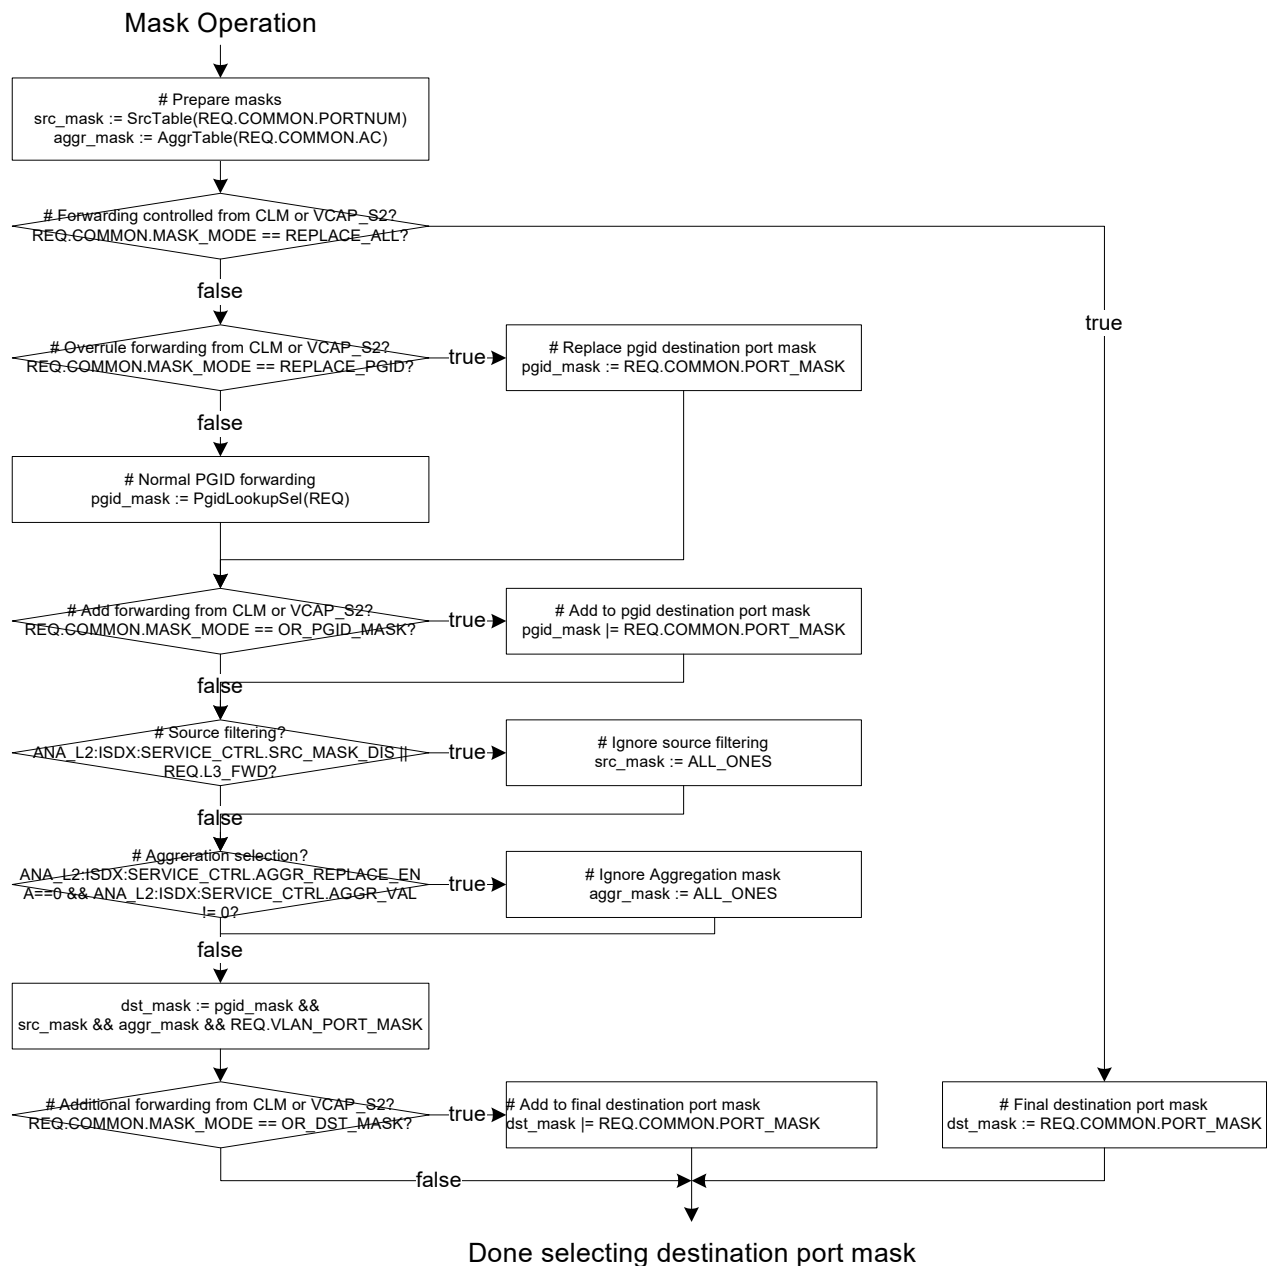 Mask Operation
# Prepare masks
src_mask := SrcTable(REQ.COMMON.PORTNUM)
aggr_mask := AggrTable(REQ.COMMON.AC)
# Forwarding controlled from CLM or VCAP_S2?
REQ.COMMON.MASK_MODE == REPLACE_ALL?
false
true
# Overrule forwarding from CLM or VCAP_S2?
REQ.COMMON.MASK_MODE == REPLACE_PGID?
true
# Replace pgid destination port mask
pgid_mask := REQ.COMMON.PORT_MASK
false
# Normal PGID forwarding
pgid_mask := PgidLookupSel(REQ)
# Add forwarding from CLM or VCAP_S2?
REQ.COMMON.MASK_MODE == OR_PGID_MASK?
true
# Add to pgid destination port mask
pgid_mask |= REQ.COMMON.PORT_MASK
false
# Source filtering?
ANA_L2:ISDX:SERVICE_CTRL.SRC_MASK_DIS ||
REQ.L3_FWD?
true
# Ignore source filtering
src_mask := ALL_ONES
false
# Aggreration selection?
ANA_L2:ISDX:SERVICE_CTRL.AGGR_REPLACE_EN
A==0 && ANA_L2:ISDX:SERVICE_CTRL.AGGR_VAL
!= 0?
true
# Ignore Aggregation mask
aggr_mask := ALL_ONES
false
dst_mask := pgid_mask &&
src_mask && aggr_mask && REQ.VLAN_PORT_MASK
# Additional forwarding from CLM or VCAP_S2?
REQ.COMMON.MASK_MODE == OR_DST_MASK?
true
# Add to final destination port mask
dst_mask |= REQ.COMMON.PORT_MASK
# Final destination port mask
dst_mask := REQ.COMMON.PORT_MASK
false
Done selecting destination port mask